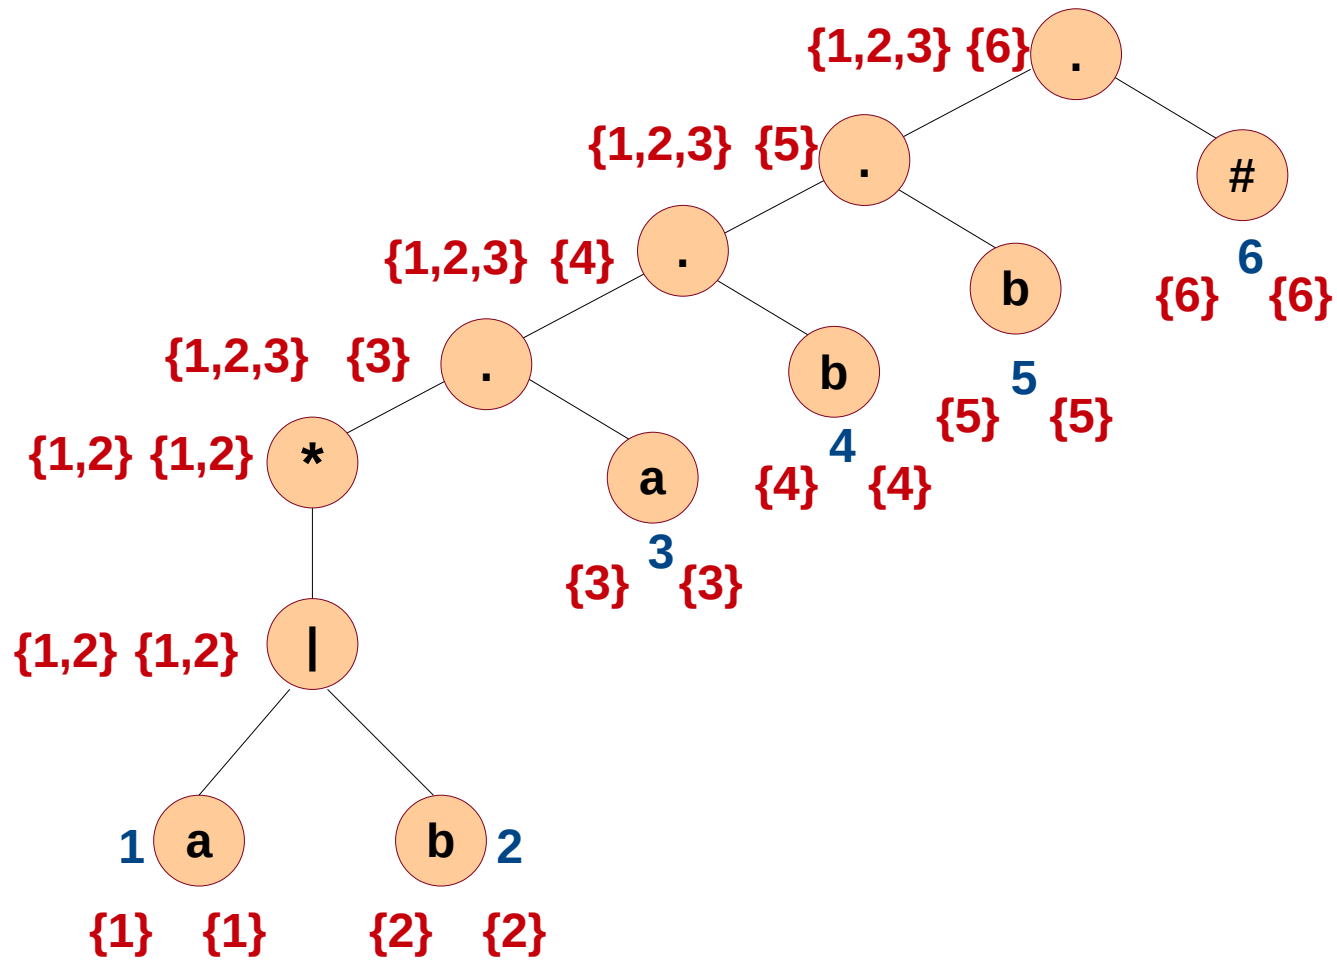 {1,2,3} {6} .
{1,2,3} {5} .
#
6
{6} {6}
{1,2,3} {4} .
b
5
{5} {5}
{1,2,3} {3} .
b
4
{4} {4}
{1,2} {1,2} *
a
3
{3} {3}
{1,2} {1,2} |
1 a b 2
{1} {1} {2} {2}